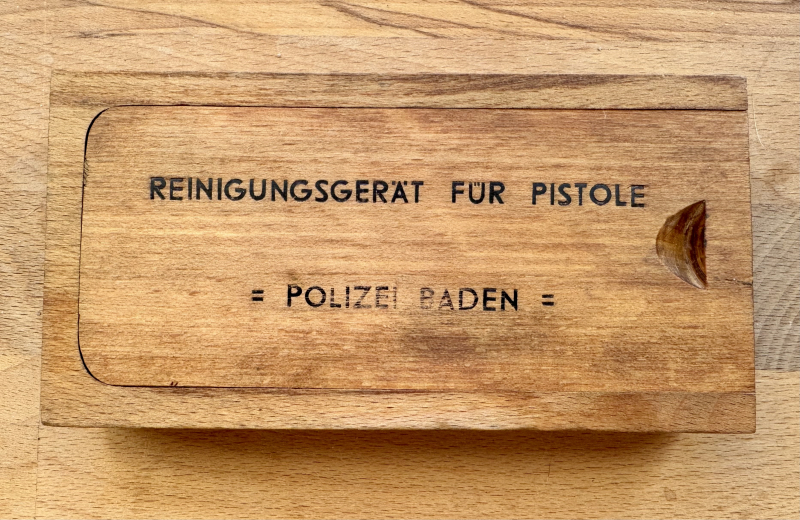 REINIGUNGSGERÄT FÜR PISTOLE
= POLIZEI BADEN =